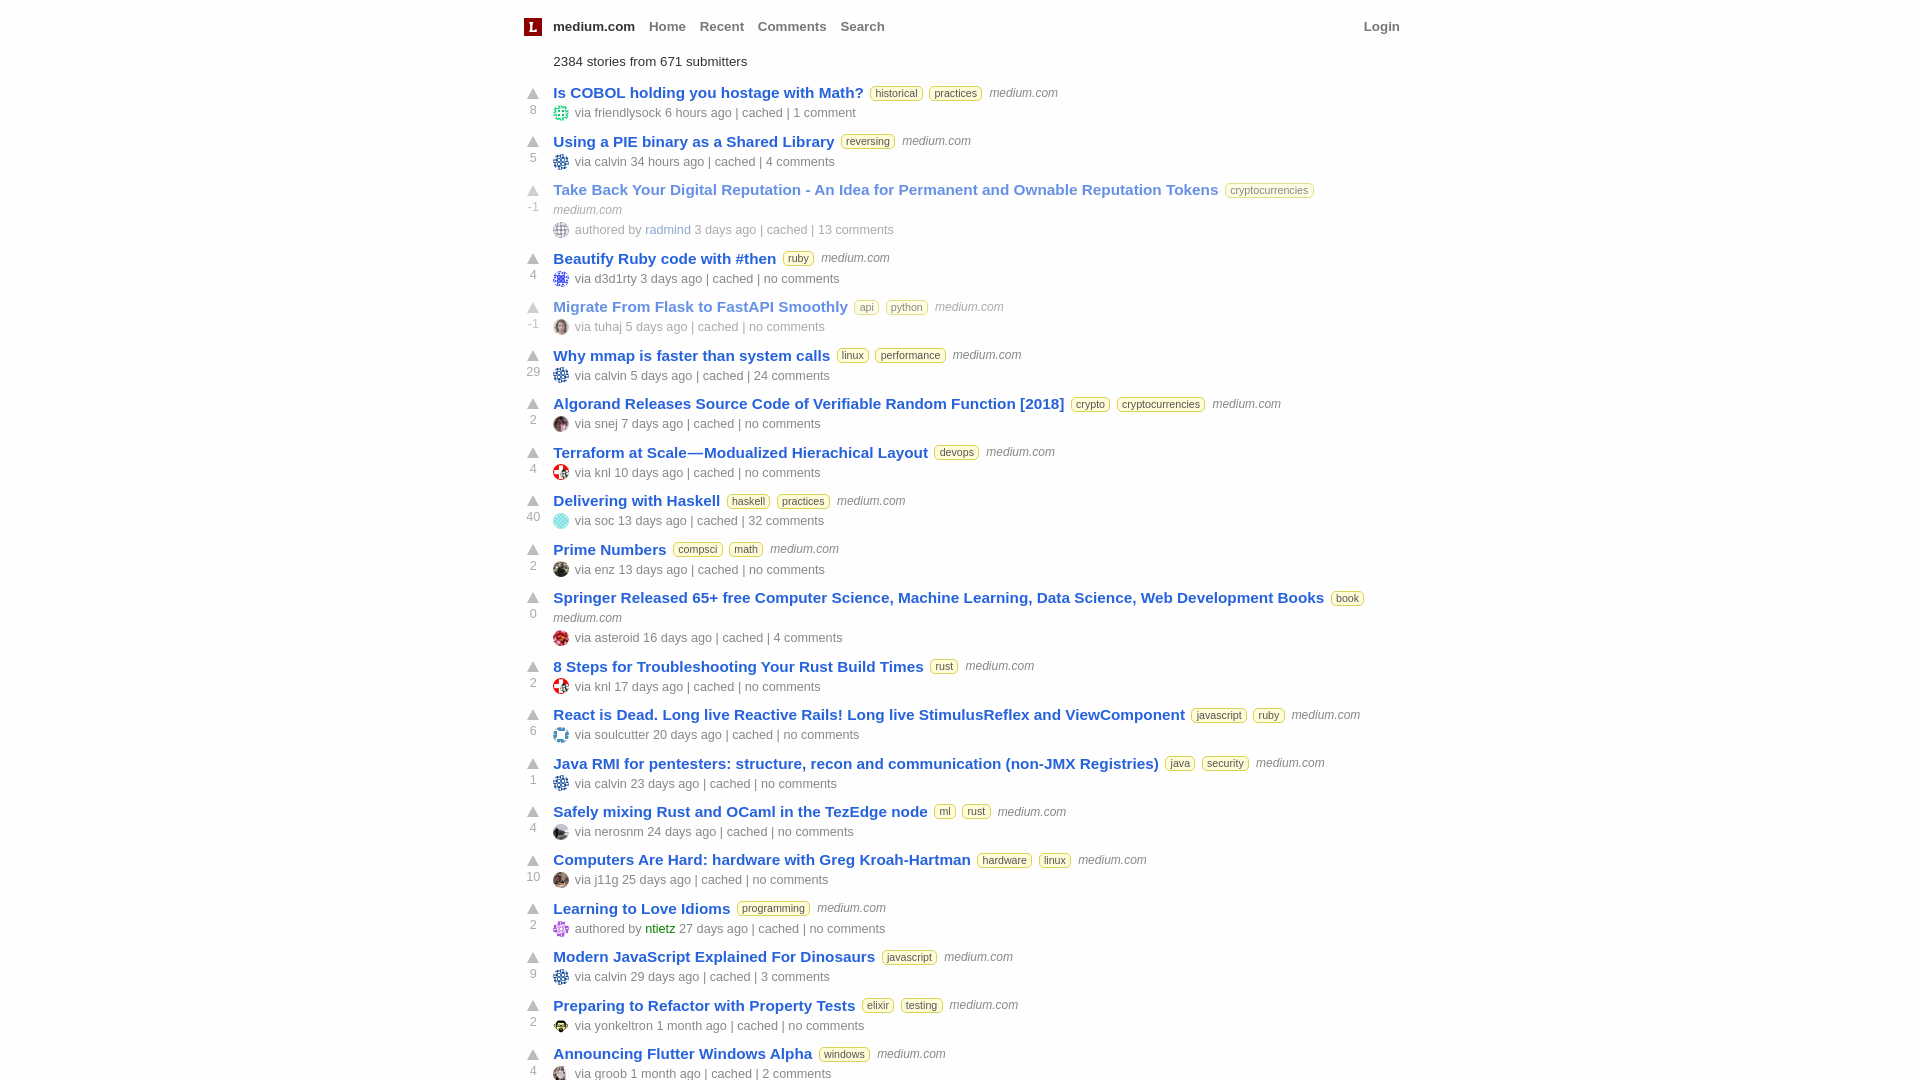 L medium.com Home Recent Comments Search Login
2384 stories from 671 submitters
Is COBOL holding you hostage with Math? historical practices medium.com
8 via friendlysock 6 hours ago | cached | 1 comment
Using a PIE binary as a Shared Library reversing medium.com
5 via calvin 34 hours ago | cached | 4 comments
Take Back Your Digital Reputation - An Idea for Permanent and Ownable Reputation Tokens cryptocurrencies
-1 medium.com
authored by radmind 3 days ago | cached | 13 comments
Beautify Ruby code with #then ruby medium.com
4 via d3d1rty 3 days ago | cached | no comments
Migrate From Flask to FastAPI Smoothly api python medium.com
-1 via tuhaj 5 days ago | cached | no comments
Why mmap is faster than system calls linux performance medium.com
29 via calvin 5 days ago | cached | 24 comments
Algorand Releases Source Code of Verifiable Random Function [2018] crypto cryptocurrencies medium.com
2 via snej 7 days ago | cached | no comments
Terraform at Scale — Modualized Hierachical Layout devops medium.com
4 via knl 10 days ago | cached | no comments
Delivering with Haskell haskell practices medium.com
40 via soc 13 days ago | cached | 32 comments
Prime Numbers compsci math medium.com
2 via enz 13 days ago | cached | no comments
Springer Released 65+ free Computer Science, Machine Learning, Data Science, Web Development Books book
0 medium.com
via asteroid 16 days ago | cached | 4 comments
8 Steps for Troubleshooting Your Rust Build Times rust medium.com
2 via knl 17 days ago | cached | no comments
React is Dead. Long live Reactive Rails! Long live StimulusReflex and ViewComponent javascript ruby medium.com
6 via soulcutter 20 days ago | cached | no comments
Java RMI for pentesters: structure, recon and communication (non-JMX Registries) java security medium.com
1 via calvin 23 days ago | cached | no comments
Safely mixing Rust and OCaml in the TezEdge node ml rust medium.com
4 via nerosnm 24 days ago | cached | no comments
Computers Are Hard: hardware with Greg Kroah-Hartman hardware linux medium.com
10 via j11g 25 days ago | cached | no comments
Learning to Love Idioms programming medium.com
2 authored by ntietz 27 days ago | cached | no comments
Modern JavaScript Explained For Dinosaurs javascript medium.com
9 via calvin 29 days ago | cached | 3 comments
Preparing to Refactor with Property Tests elixir testing medium.com
2 via yonkeltron 1 month ago | cached | no comments
Announcing Flutter Windows Alpha windows medium.com
4 via groob 1 month ago | cached | 2 comments